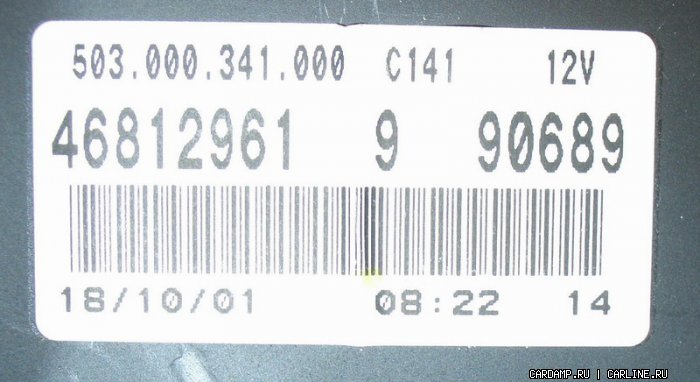 503.000.341.000 C141 12V
46812961 9 90689
18/10/01 08:22 14
CARDAMP.RU | CARLINE.RU